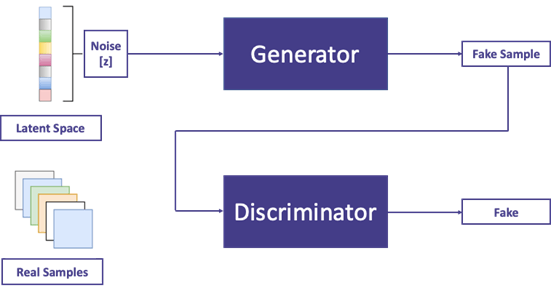 Noise
[z]
Generator
Fake Sample
Latent Space
Discriminator
Fake
Real Samples